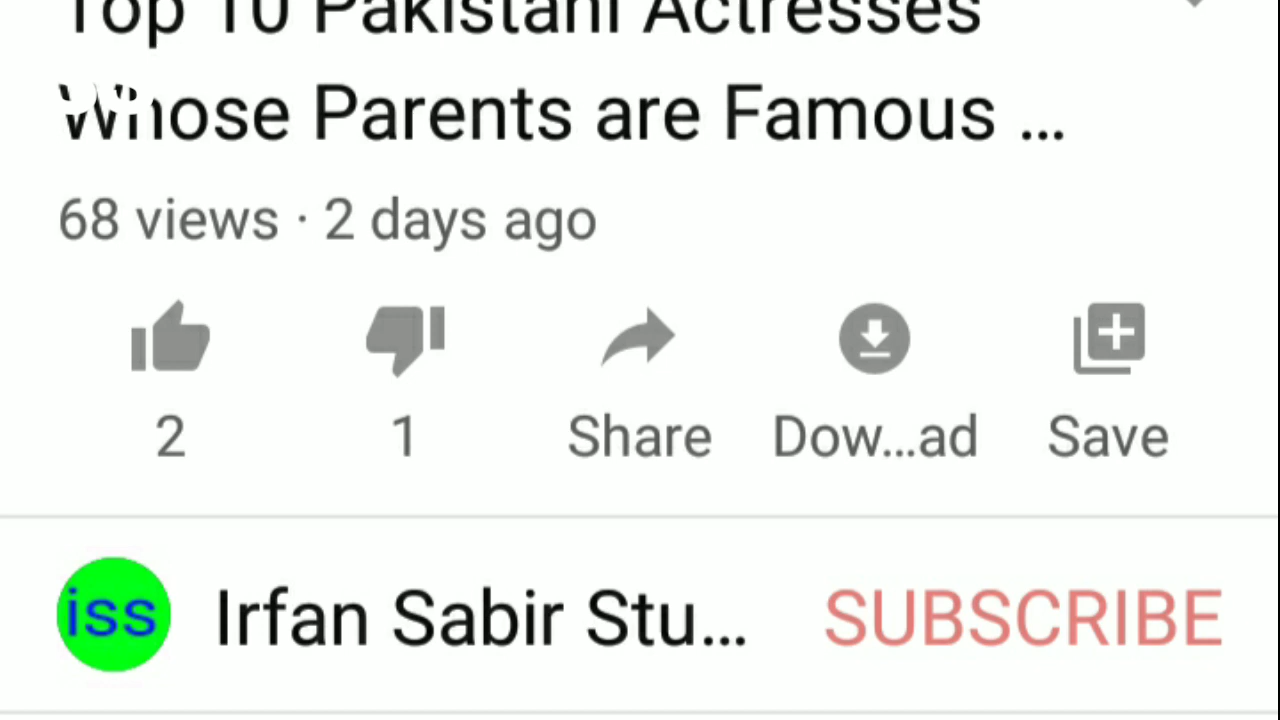 Top 10 Pakistani Actresses
Whose Parents are Famous ...
68 views · 2 days ago
2 1 Share Dow...ad Save
iss Irfan Sabir Stu... SUBSCRIBE